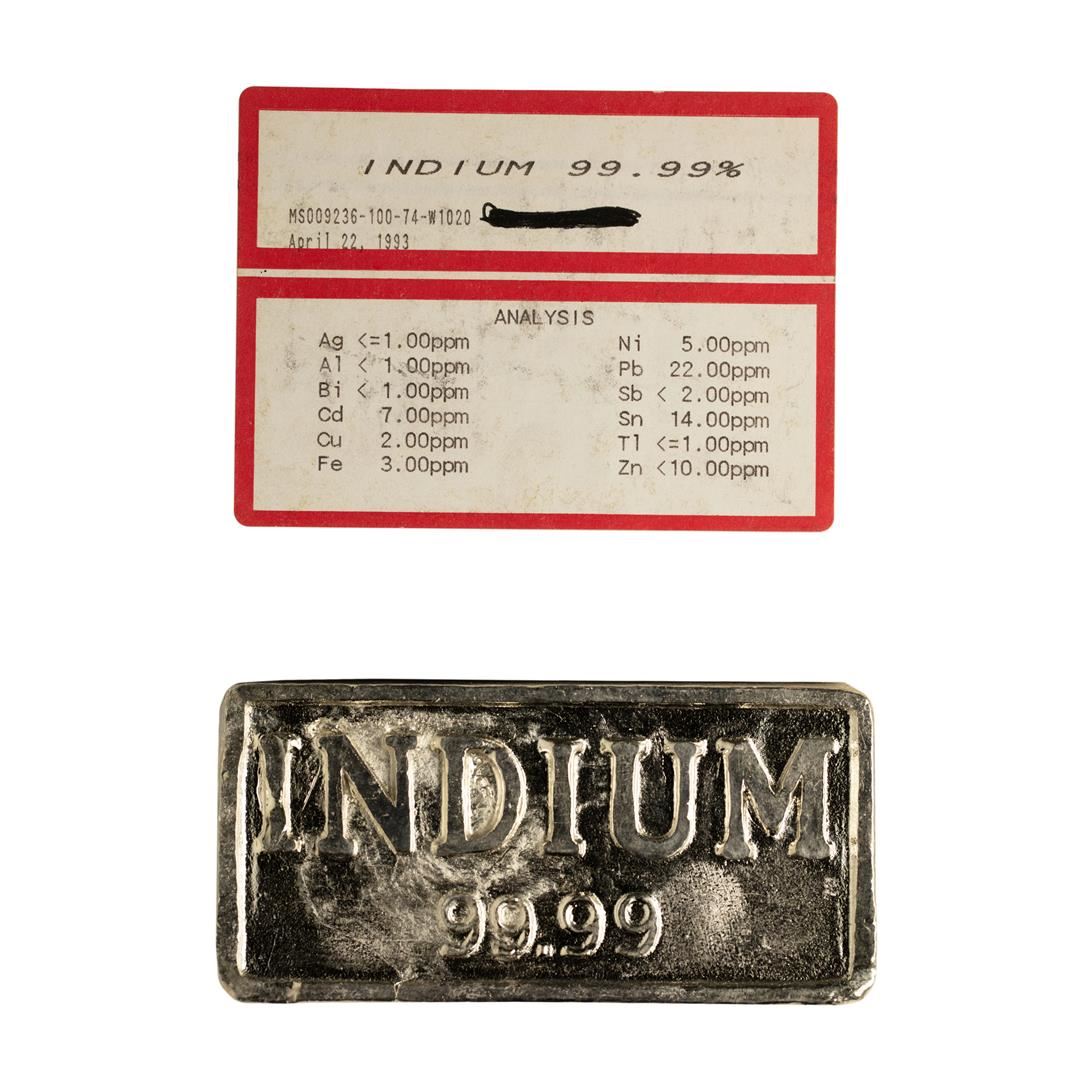 INDIUM 99.99%
MS009236-100-74-W1020
April 22, 1993
ANALYSIS
Ag <=1.00ppm Ni 5.00ppm
Al < 1.00ppm Pb 22.00ppm
Bi < 1.00ppm Sb < 2.00ppm
Cd 7.00ppm Sn 14.00ppm
Cu 2.00ppm Tl <=1.00ppm
Fe 3.00ppm Zn <10.00ppm
INDIUM
99.99